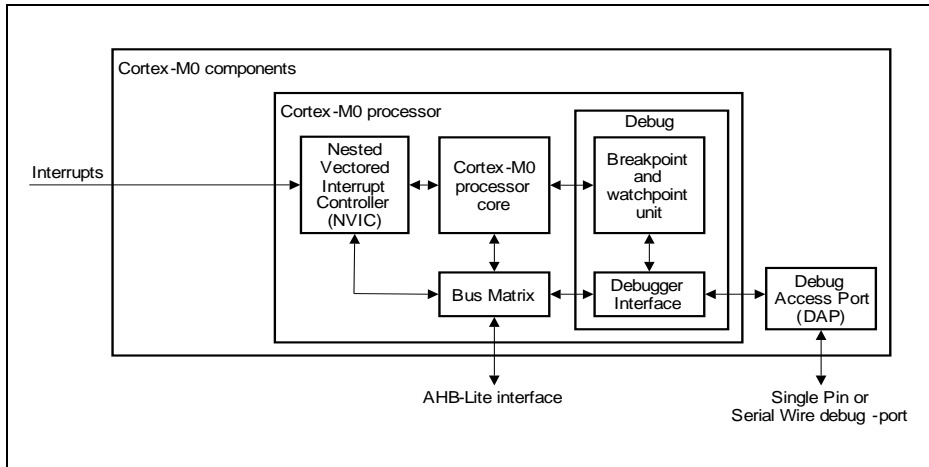 Cortex-M0 components
Cortex-M0 processor
Debug
Interrupts
Nested
Vectored
Interrupt
Controller
(NVIC)
Cortex-M0
processor
core
Breakpoint
and
watchpoint
unit
Bus Matrix
Debugger
Interface
Debug
Access Port
(DAP)
AHB-Lite interface
Single Pin or
Serial Wire debug -port